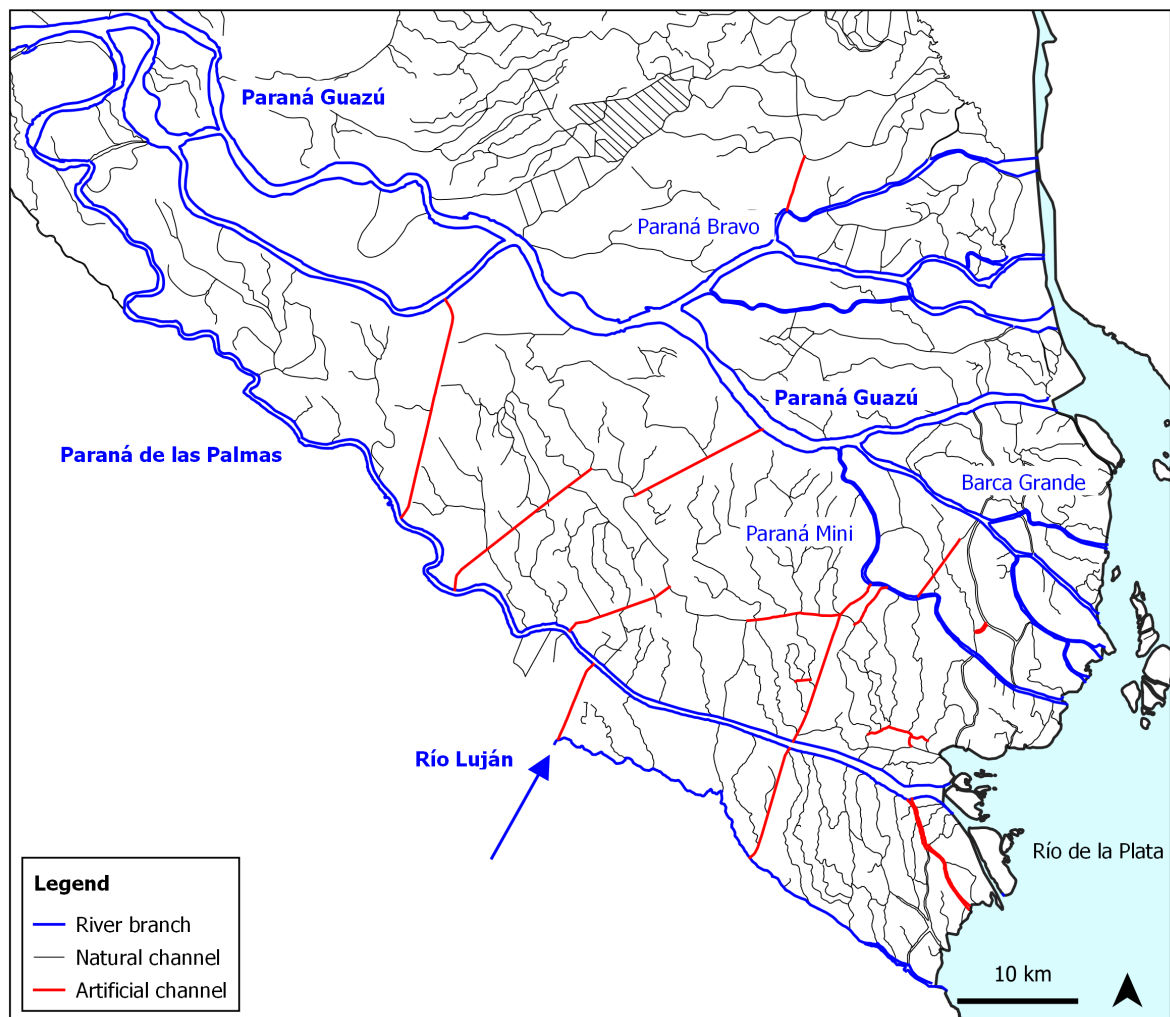 Paraná Guazú
Paraná Bravo
Paraná Guazú
Paraná de las Palmas
Barca Grande
Paraná Mini
Río Luján
Río de la Plata
Legend
River branch
Natural channel
Artificial channel
10 km